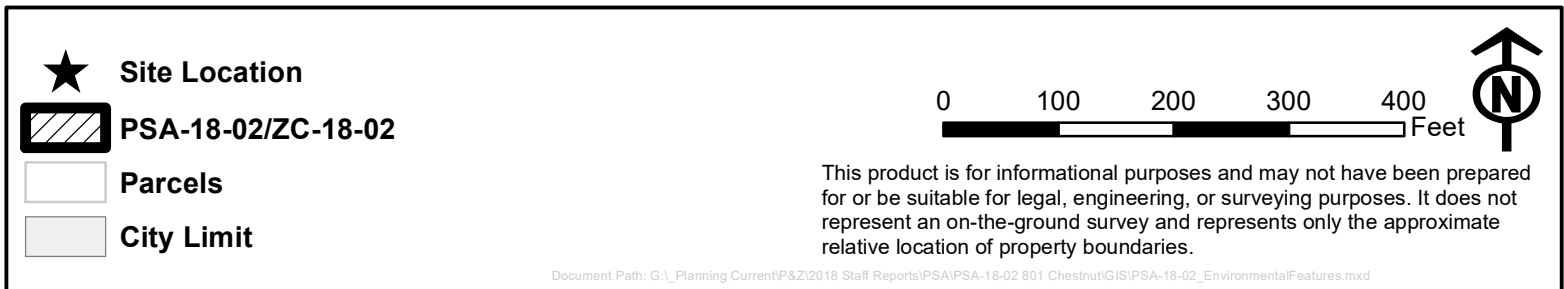 Site Location
PSA-18-02/ZC-18-02
Parcels
City Limit
0 100 200 300 400
Feet
N
This product is for informational purposes and may not have been prepared
for or be suitable for legal, engineering, or surveying purposes. It does not
represent an on-the-ground survey and represents only the approximate
relative location of property boundaries.
Document Path: G:\_Planning Current\P&Z\2018 Staff Reports\PSA\PSA-18-02 801 Chestnut\GIS\PSA-18-02_EnvironmentalFeatures.mxd